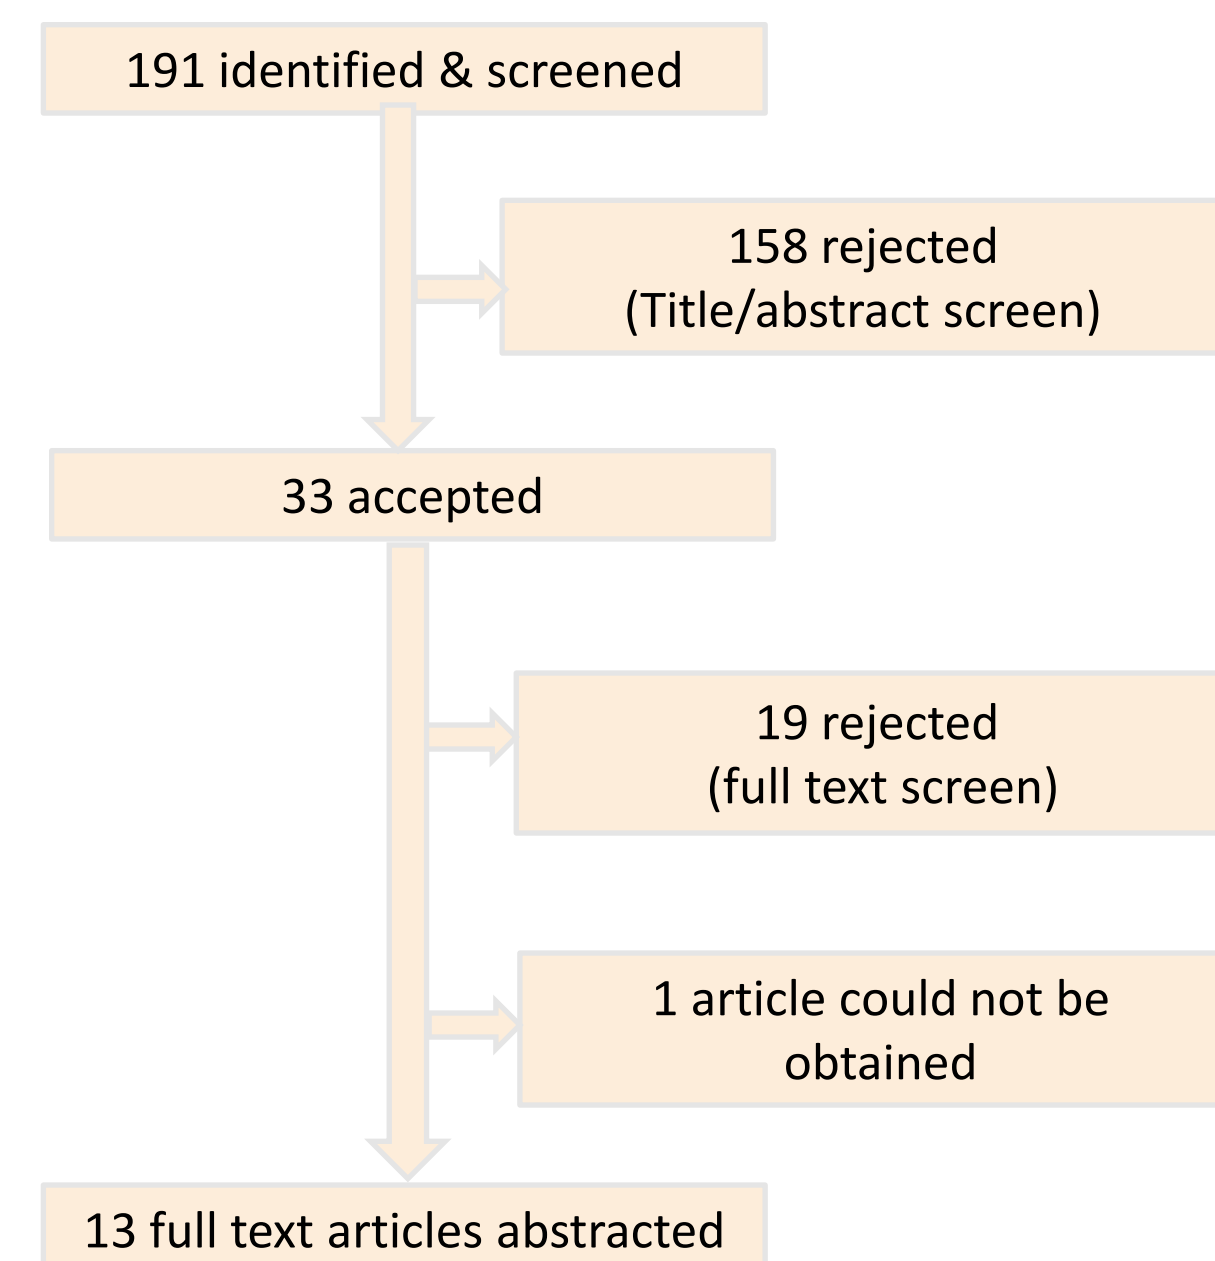 191 identified & screened
158 rejected
(Title/abstract screen)
33 accepted
19 rejected
(full text screen)
1 article could not be
obtained
13 full text articles abstracted